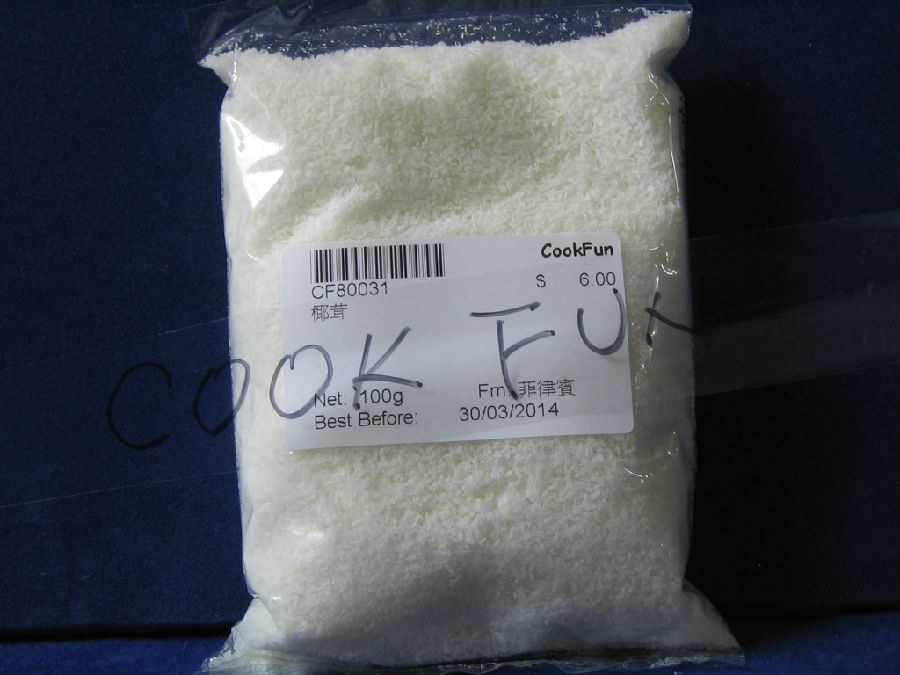 CookFun
CF80031 $ 6.00
椰茸
COOK FUN
Net: 100g Fm: 菲律賓
Best Before: 30/03/2014